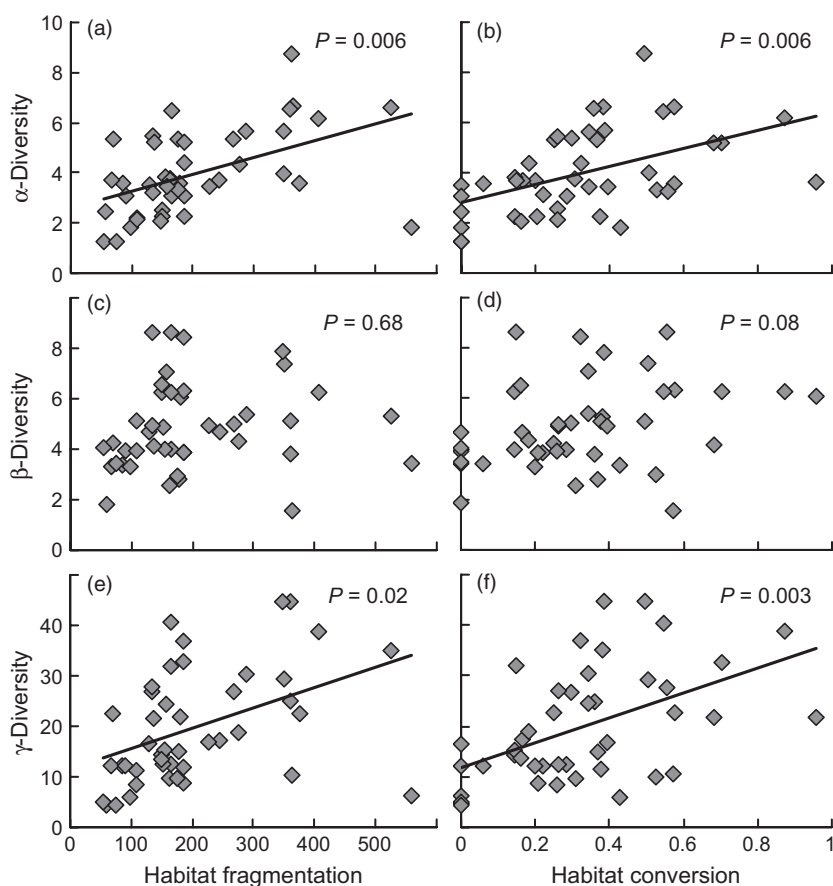 (a)
P = 0.006
α-Diversity
10
8
6
4
2
0
(b)
P = 0.006
(c)
P = 0.68
β-Diversity
8
6
4
2
0
(d)
P = 0.08
(e)
P = 0.02
γ-Diversity
40
30
20
10
0
(f)
P = 0.003
0 100 200 300 400 500
Habitat fragmentation
0 0.2 0.4 0.6 0.8 1
Habitat conversion